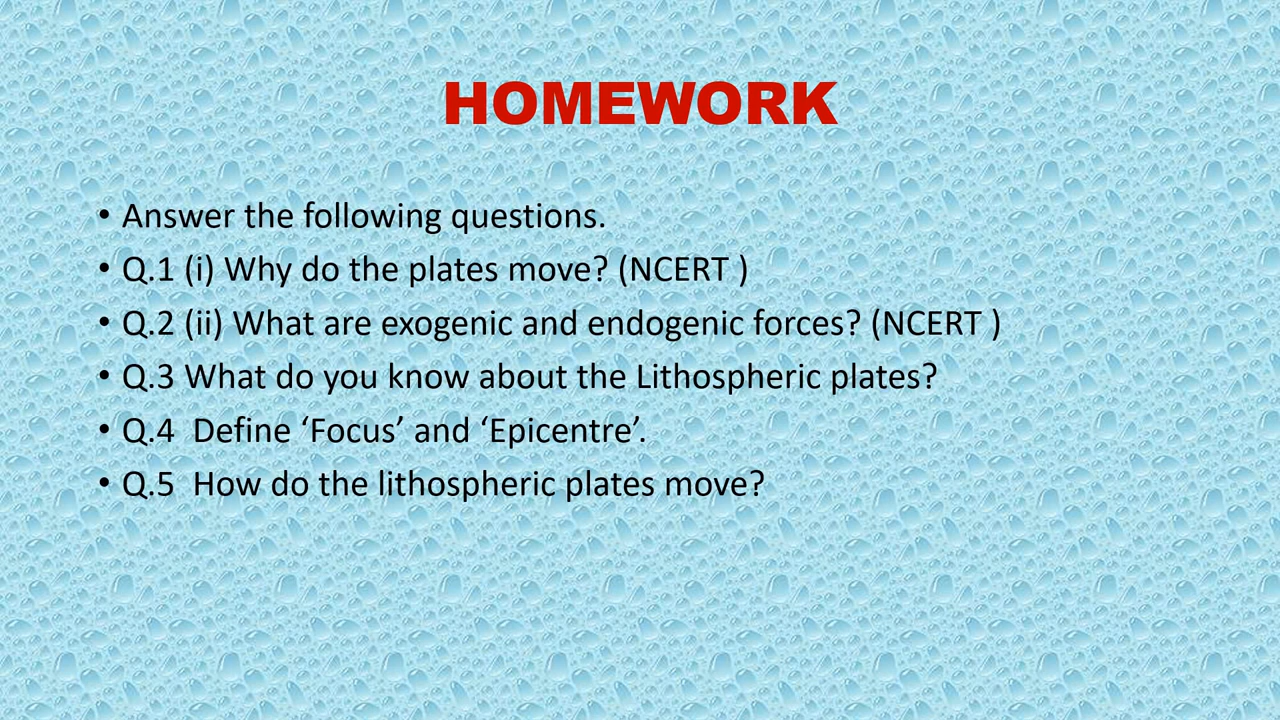 HOMEWORK
• Answer the following questions.
• Q.1 (i) Why do the plates move? (NCERT )
• Q.2 (ii) What are exogenic and endogenic forces? (NCERT )
• Q.3 What do you know about the Lithospheric plates?
• Q.4  Define ‘Focus’ and ‘Epicentre’.
• Q.5  How do the lithospheric plates move?